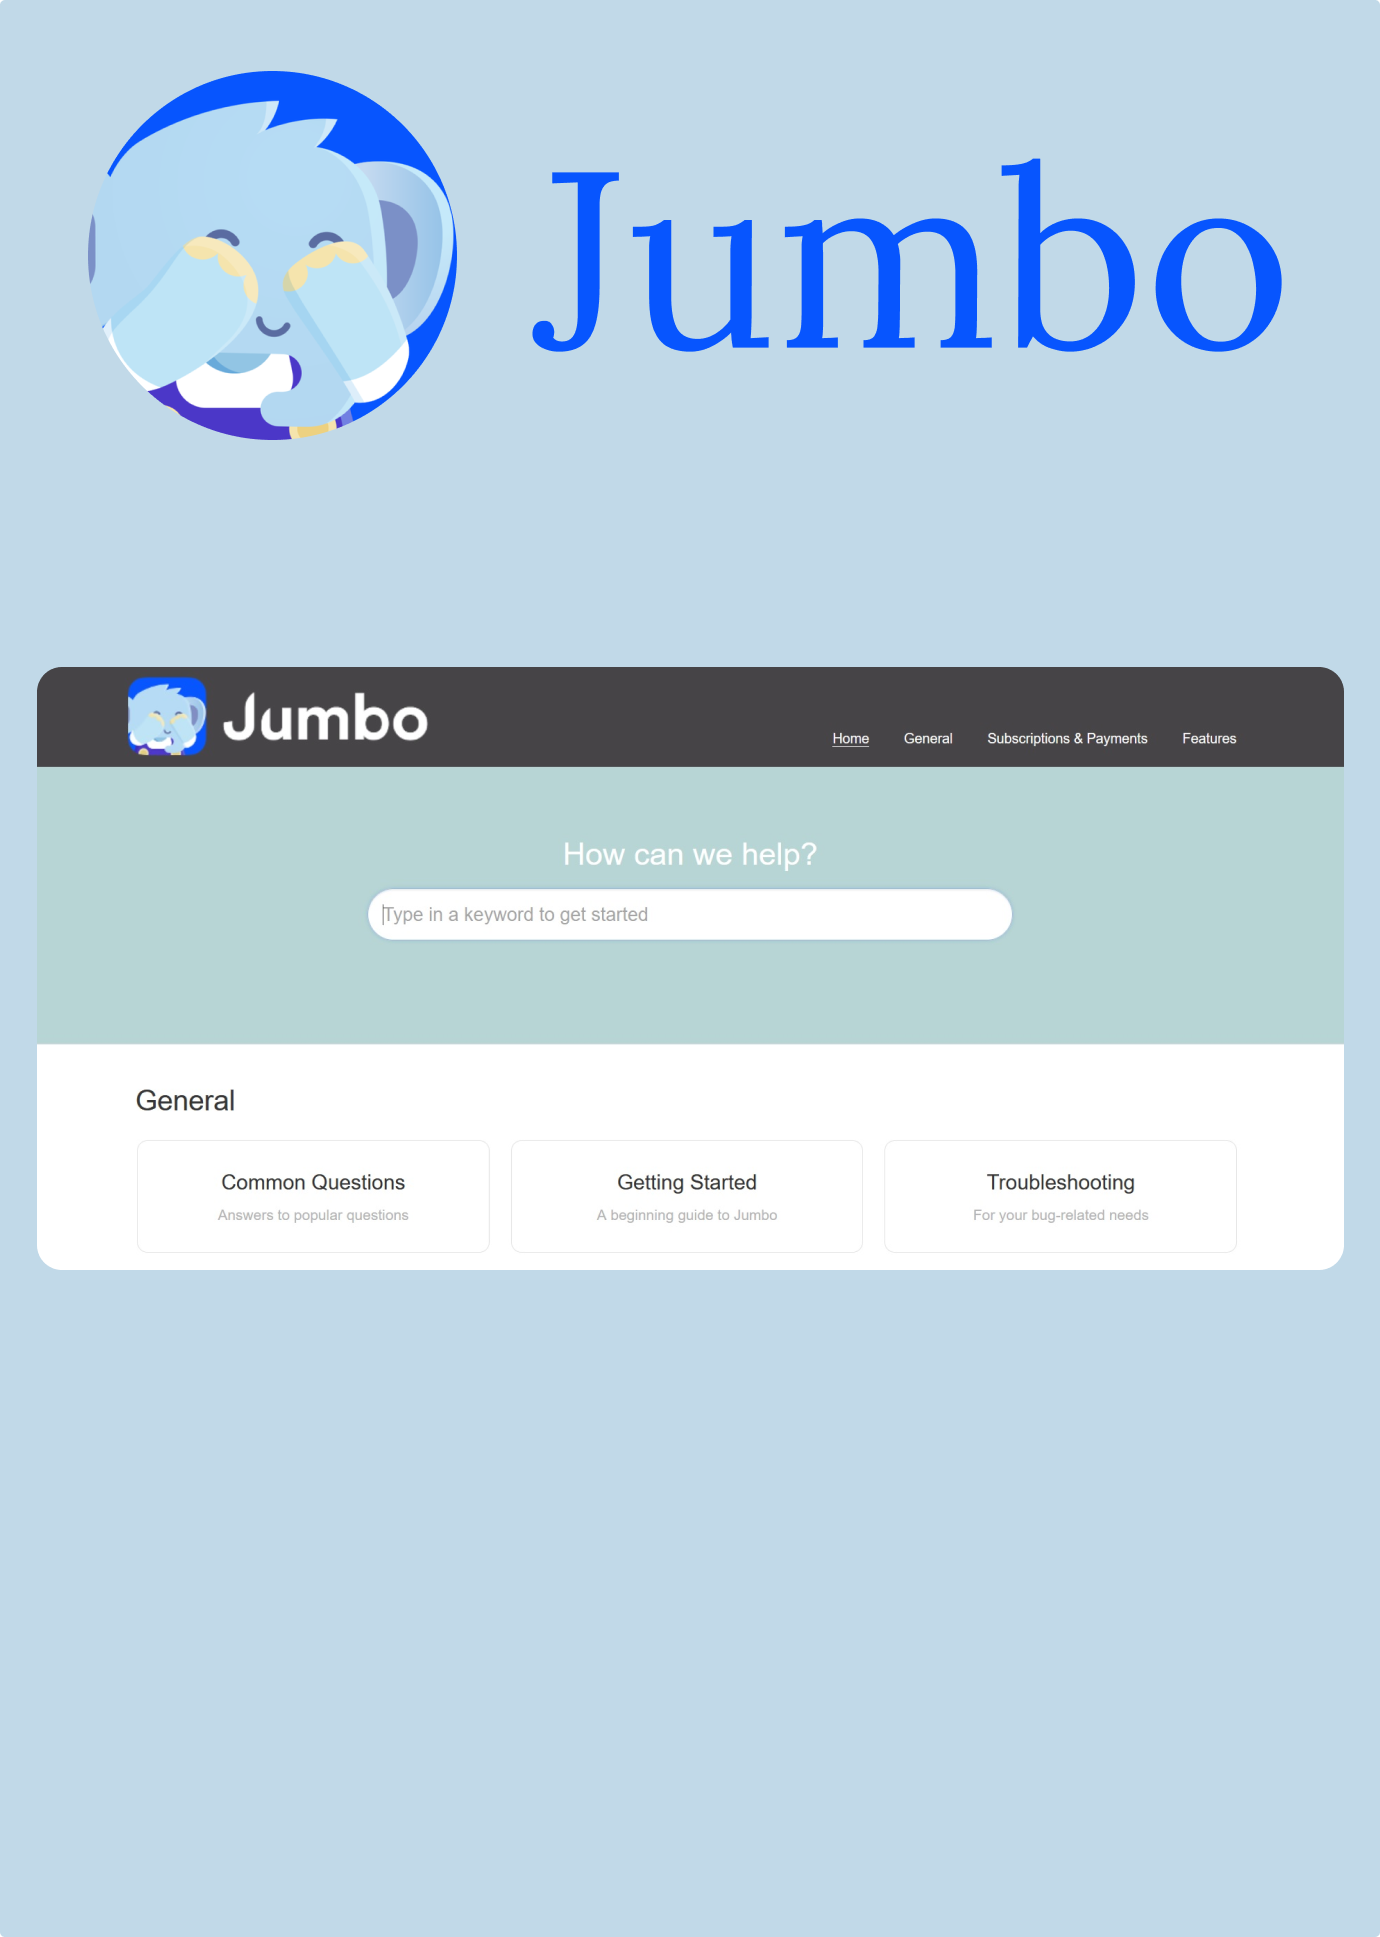 Jumbo
Jumbo
Home General Subscriptions & Payments Features
How can we help?
Type in a keyword to get started
General
Common Questions
Answers to popular questions
Getting Started
A beginning guide to Jumbo
Troubleshooting
For your bug-related needs